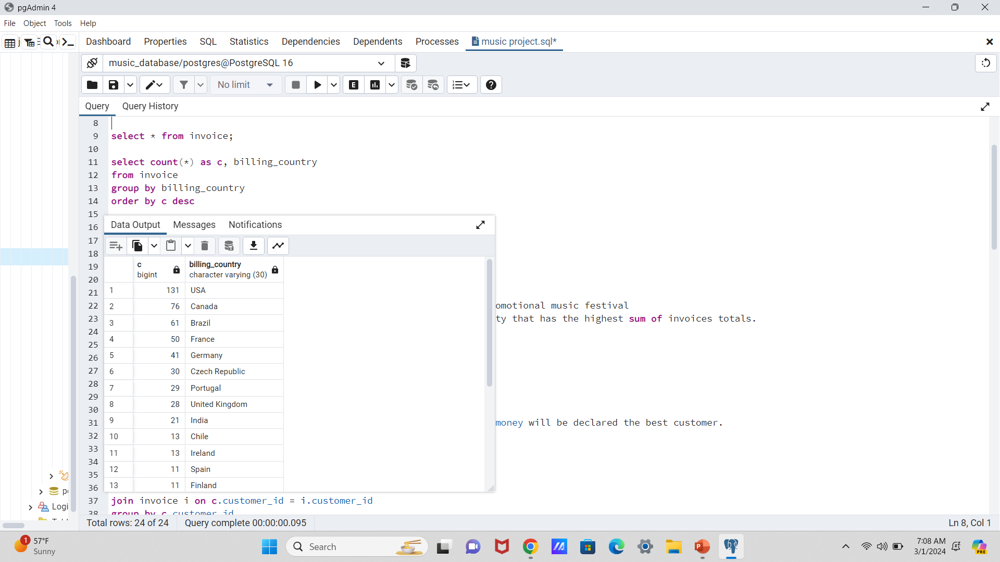 pgAdmin 4
File Object Tools Help
Dashboard Properties SQL Statistics Dependencies Dependents Processes music project.sql*
music_database/postgres@PostgreSQL 16
No limit
E
Query Query History
8
9 select * from invoice;
10
11 select count(*) as c, billing_country
12 from invoice
13 group by billing_country
14 order by c desc
15
16
17
18
19
20
21
22 omotional music festival
23 ty that has the highest sum of invoices totals.
24
25
26
27
28
29
30
31 money will be declared the best customer.
32
33
34
35
36
37 join invoice i on c.customer_id = i.customer_id
38 group by c.customer_id
Data Output Messages Notifications
c billing_country
bigint character varying (30)
1 131 USA
2 76 Canada
3 61 Brazil
4 50 France
5 41 Germany
6 30 Czech Republic
7 29 Portugal
8 28 United Kingdom
9 21 India
10 13 Chile
11 13 Ireland
12 11 Spain
13 11 Finland
Logi
Total rows: 24 of 24 Query complete 00:00:00.095 Ln 8, Col 1
1 57°F
Sunny
Search
7:08 AM
3/1/2024
PRE